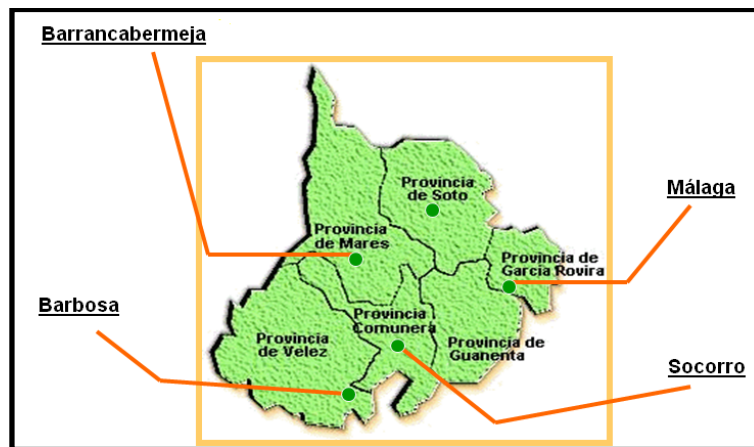 Barrancabermeja
Provincia
de Soto
Málaga
Provincia
de Mares
Provincia de
García Rovira
Barbosa
Provincia
Comunera
Provincia
de Velez
Provincia de
Guanenta
Socorro